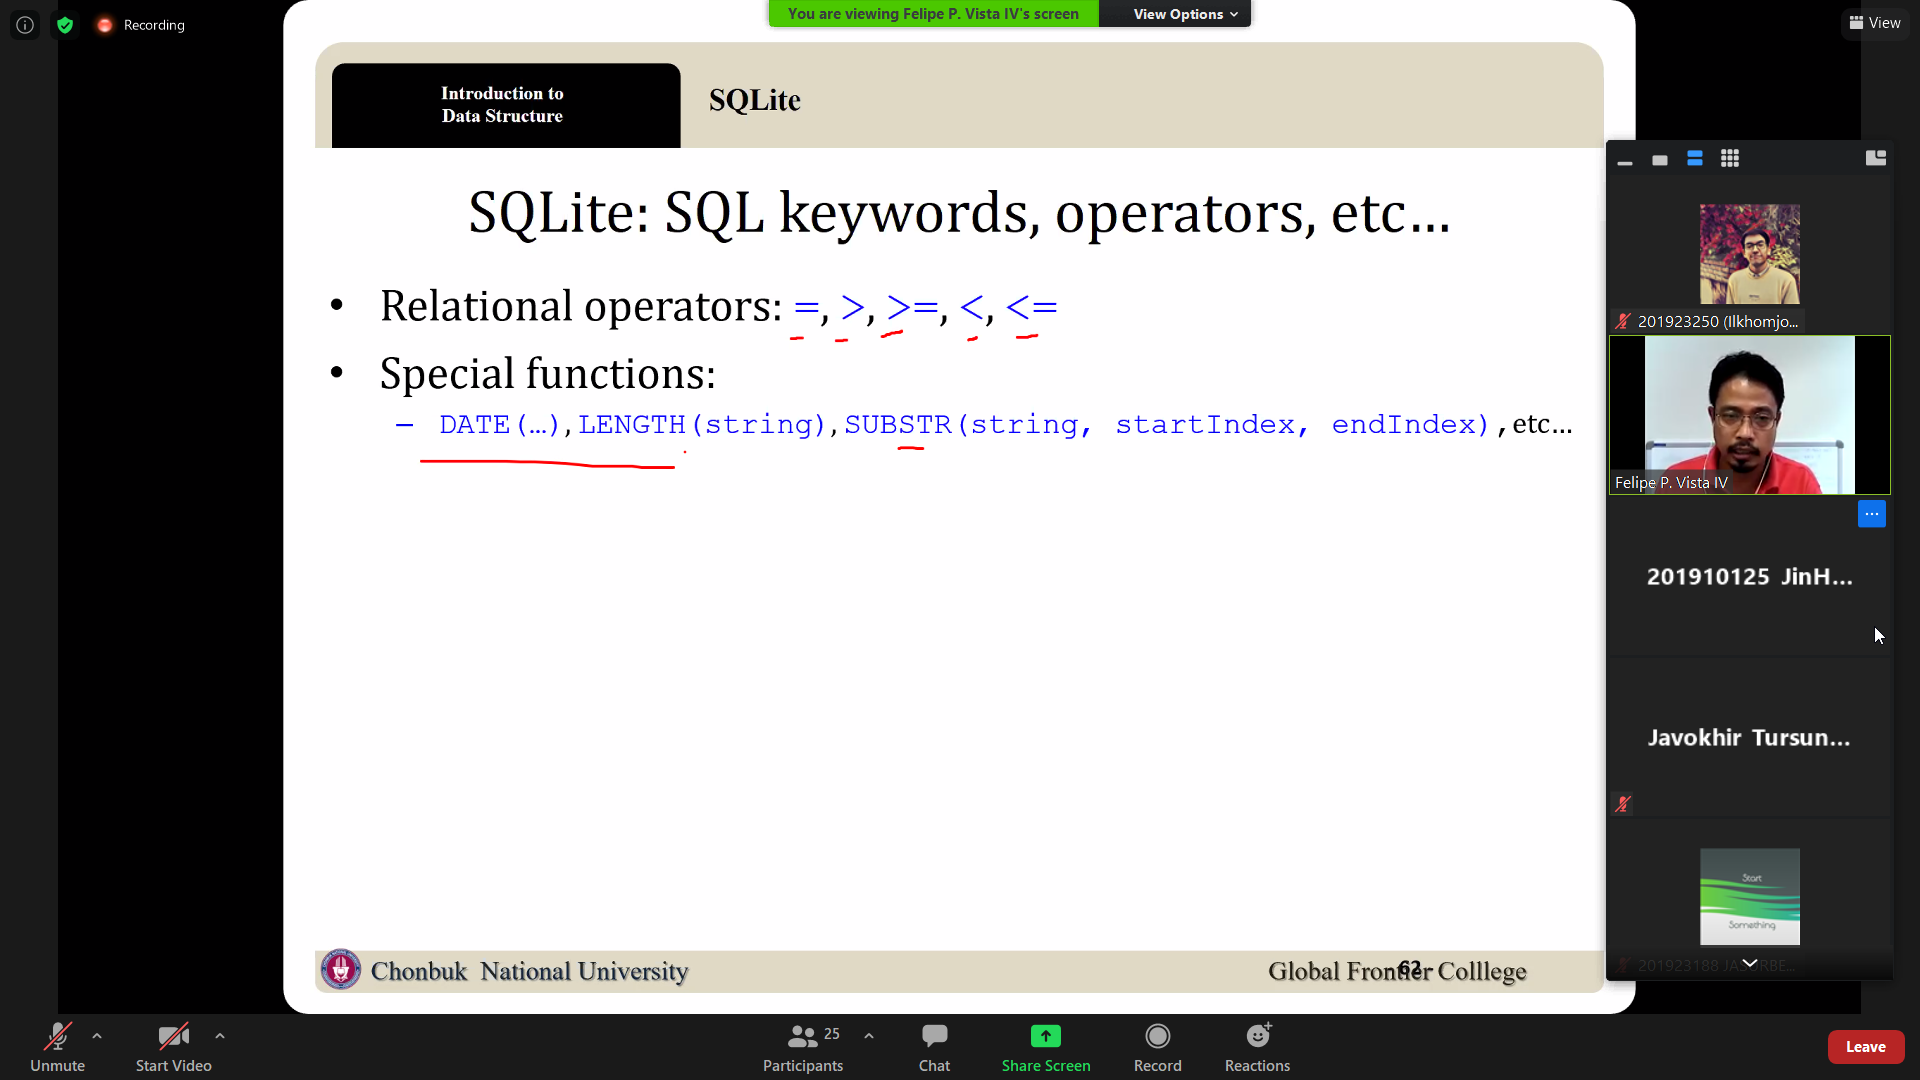 Recording
You are viewing Felipe P. Vista IV's screen View Options
View
Introduction to
Data Structure
SQLite
SQLite: SQL keywords, operators, etc…
• Relational operators: =, >, >=, <, <=
• Special functions:
– DATE(…), LENGTH(string), SUBSTR(string, startIndex, endIndex), etc…
201923250 (Ilkhomjo...
Felipe P. Vista IV
201910125 JinH...
Javokhir Tursun...
Start
Something
201923188 JASURBE...
Chonbuk National University
Global Frontier Colllege
62
Unmute
Start Video
Participants 25
Chat
Share Screen
Record
Reactions
Leave